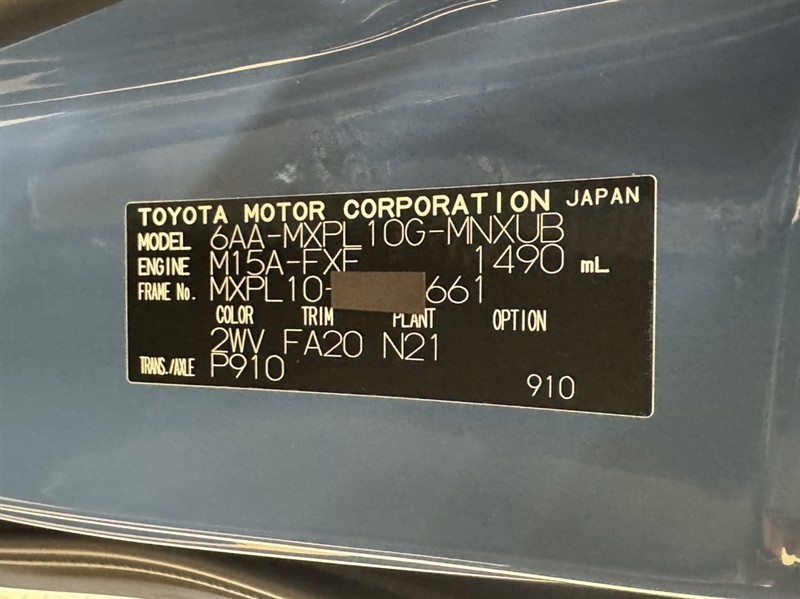 TOYOTA MOTOR CORPORATION JAPAN
MODEL 6AA-MXPL10G-MNXUB
ENGINE M15A-FXE 1490 mL
FRAME No. MXPL10- 661
COLOR TRIM PLANT OPTION
2WV FA20 N21
TRANS./AXLE P910
910